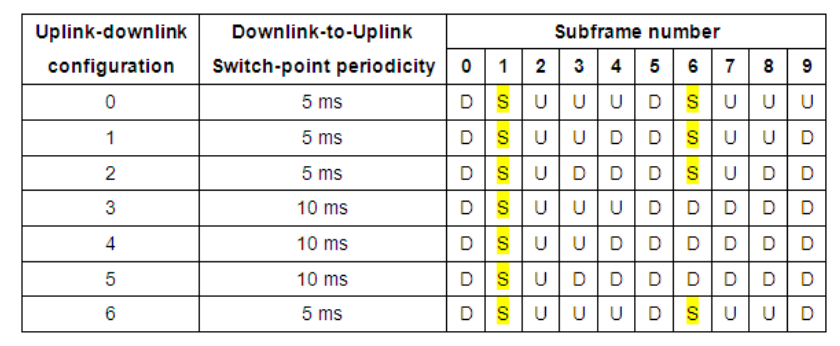 Uplink-downlink Downlink-to-Uplink Subframe number
configuration Switch-point periodicity 0 1 2 3 4 5 6 7 8 9
0 5 ms D S U U U D S U U U
1 5 ms D S U U D D S U U D
2 5 ms D S U D D D S U D D
3 10 ms D S U U U D D D D D
4 10 ms D S U U D D D D D D
5 10 ms D S U D D D D D D D
6 5 ms D S U U U D S U U D